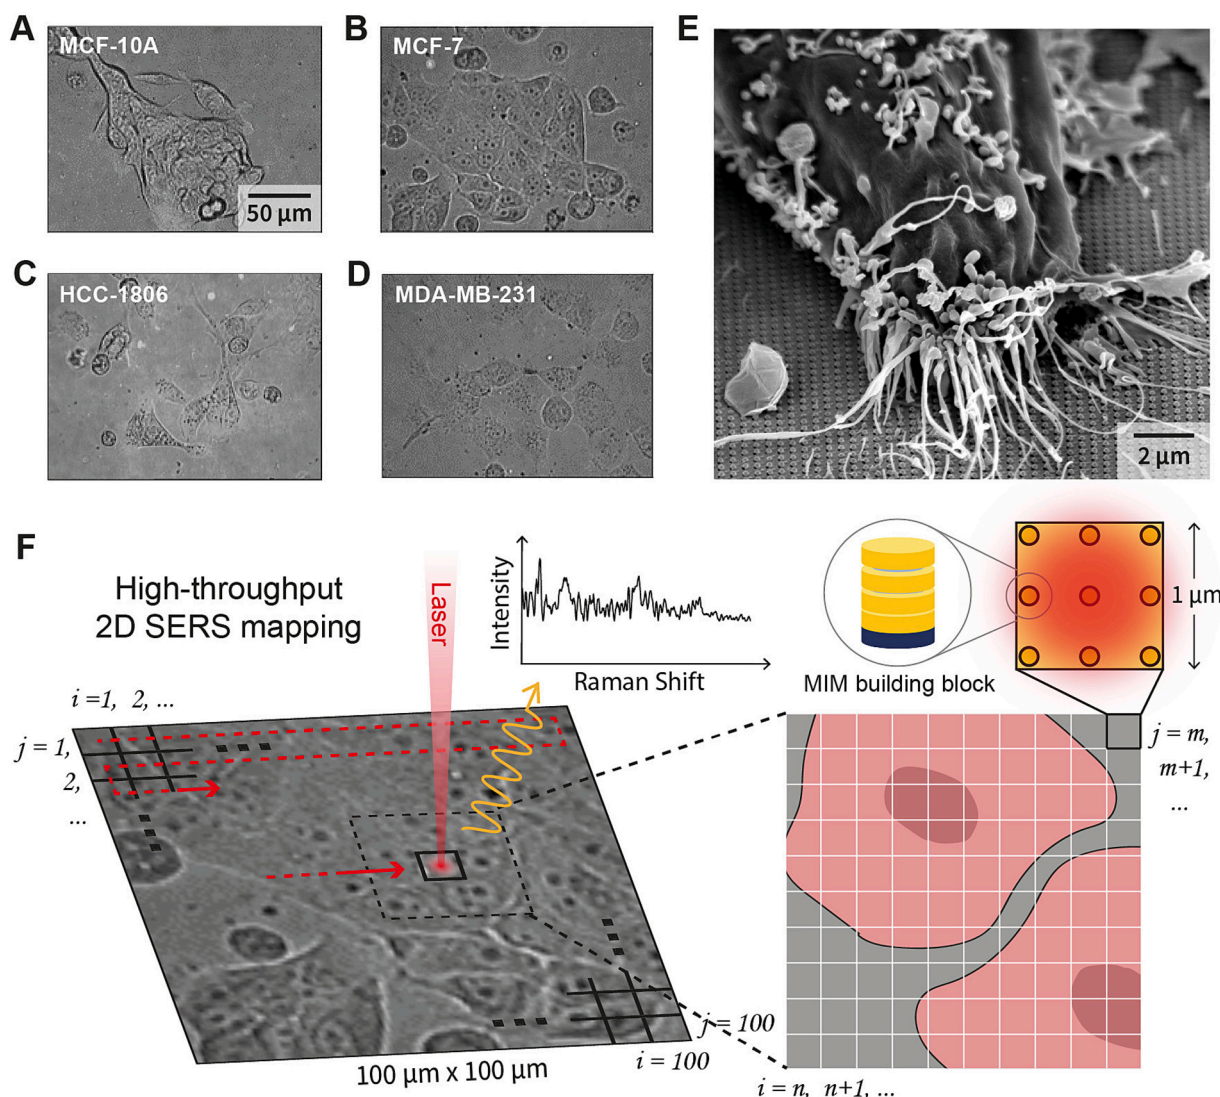 A
MCF-10A
50 μm
B
MCF-7
C
HCC-1806
D
MDA-MB-231
E
2 μm
F
High-throughput
2D SERS mapping
Laser
Intensity
Raman Shift
MIM building block
1 μm
i =1, 2, ...
j = 1,
2,
...
j = m,
m+1,
...
j = 100
i = 100
100 μm x 100 μm
i = n, n+1, ...